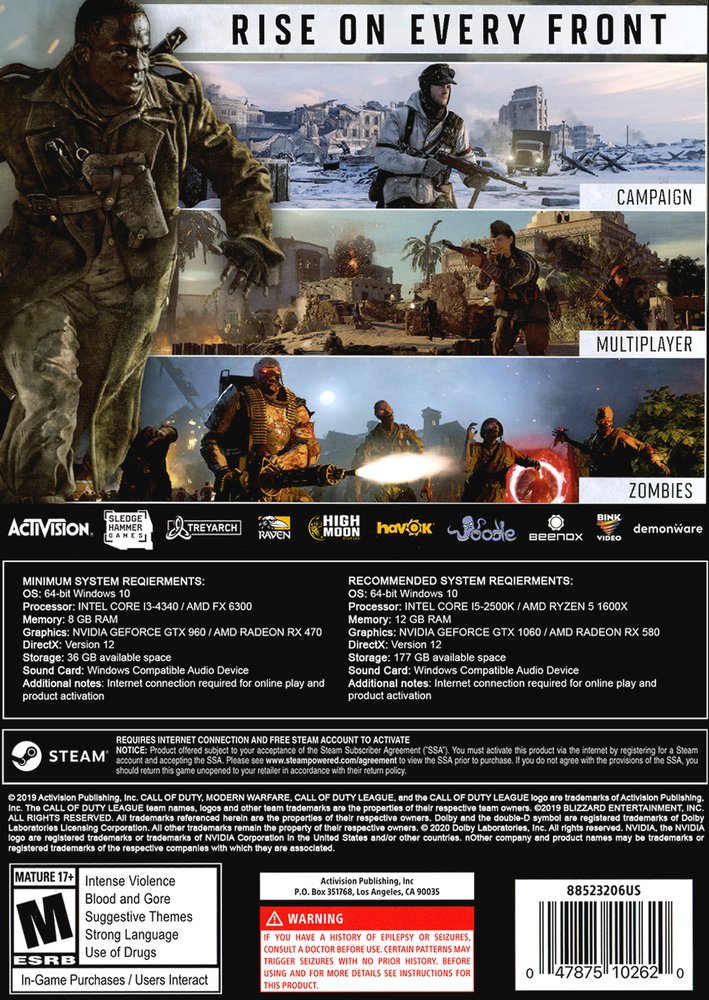 RISE ON EVERY FRONT
CAMPAIGN
MULTIPLAYER
ZOMBIES
ACTIVISION. SLEDGE HAMMER GAMES TREYARCH RAVEN HIGH MOON STUDIOS havok Oodle BEENOX BINK VIDEO demonware
MINIMUM SYSTEM REQIERMENTS:
OS: 64-bit Windows 10
Processor: INTEL CORE I3-4340 / AMD FX 6300
Memory: 8 GB RAM
Graphics: NVIDIA GEFORCE GTX 960 / AMD RADEON RX 470
DirectX: Version 12
Storage: 36 GB available space
Sound Card: Windows Compatible Audio Device
Additional notes: Internet connection required for online play and
product activation
RECOMMENDED SYSTEM REQIERMENTS:
OS: 64-bit Windows 10
Processor: INTEL CORE I5-2500K / AMD RYZEN 5 1600X
Memory: 12 GB RAM
Graphics: NVIDIA GEFORCE GTX 1060 / AMD RADEON RX 580
DirectX: Version 12
Storage: 177 GB available space
Sound Card: Windows Compatible Audio Device
Additional notes: Internet connection required for online play and
product activation
STEAM
REQUIRES INTERNET CONNECTION AND FREE STEAM ACCOUNT TO ACTIVATE
NOTICE: Product offered subject to your acceptance of the Steam Subscriber Agreement ("SSA"). You must activate this product via the internet by registering for a Steam
account and accepting the SSA. Please see www.steampowered.com/agreement to view the SSA prior to purchase. If you do not agree with the provisions of the SSA, you
should return this game unopened to your retailer in accordance with their return policy.
© 2019 Activision Publishing, Inc. CALL OF DUTY, MODERN WARFARE, CALL OF DUTY LEAGUE, and the CALL OF DUTY LEAGUE logo are trademarks of Activision Publishing,
Inc. The CALL OF DUTY LEAGUE team names, logos and other team trademarks are the properties of their respective team owners. ©2019 BLIZZARD ENTERTAINMENT, INC.
ALL RIGHTS RESERVED. All trademarks referenced herein are the properties of their respective owners. Dolby and the double-D symbol are registered trademarks of Dolby
Laboratories Licensing Corporation. All other trademarks remain the property of their respective owners. © 2020 Dolby Laboratories, Inc. All rights reserved. NVIDIA, the NVIDIA
logo are registered trademarks or trademarks of NVIDIA Corporation in the United States and/or other countries. nOther company and product names may be trademarks or
registered trademarks of the respective companies with which they are associated.
MATURE 17+
M
ESRB
Intense Violence
Blood and Gore
Suggestive Themes
Strong Language
Use of Drugs
In-Game Purchases / Users Interact
Activision Publishing, Inc
P.O. Box 351768, Los Angeles, CA 90035
WARNING
IF YOU HAVE A HISTORY OF EPILEPSY OR SEIZURES,
CONSULT A DOCTOR BEFORE USE. CERTAIN PATTERNS MAY
TRIGGER SEIZURES WITH NO PRIOR HISTORY. BEFORE
USING AND FOR MORE DETAILS SEE INSTRUCTIONS FOR
THIS PRODUCT.
88523206US
0 47875 10262 0